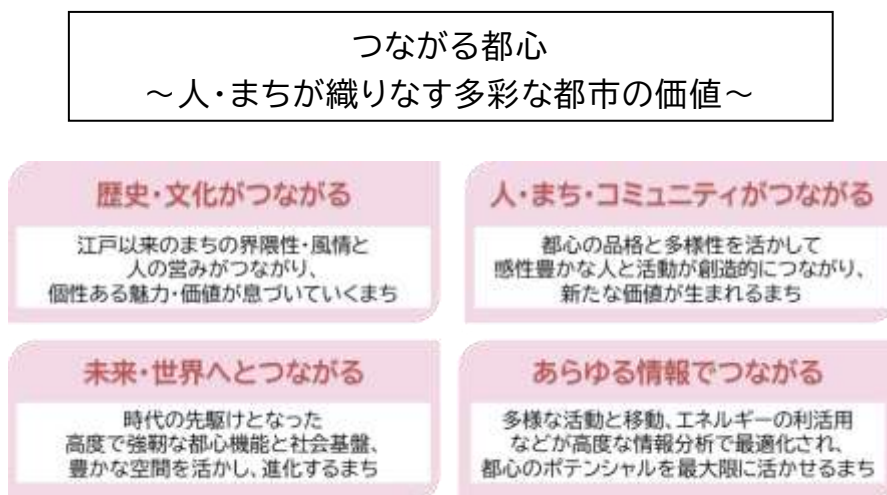 つながる都心
～人・まちが織りなす多彩な都市の価値～
歴史・文化がつながる
江戸以来のまちの界隈性・風情と
人の営みがつながり、
個性ある魅力・価値が息づいていくまち
人・まち・コミュニティがつながる
都心の品格と多様性を活かして
感性豊かな人と活動が創造的につながり、
新たな価値が生まれるまち
未来・世界へとつながる
時代の先駆けとなった
高度で強靭な都心機能と社会基盤、
豊かな空間を活かし、進化するまち
あらゆる情報でつながる
多様な活動と移動、エネルギーの利活用
などが高度な情報分析で最適化され、
都心のポテンシャルを最大限に活かせるまち